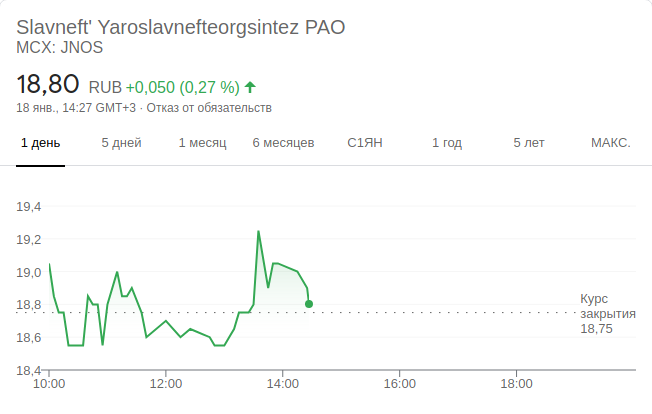 Slavneft' Yaroslavnefteorgsintez PAO
MCX: JNOS
18,80 RUB +0,050 (0,27 %)
18 янв., 14:27 GMT+3 · Отказ от обязательств
1 день 5 дней 1 месяц 6 месяцев С1ЯН 1 год 5 лет МАКС.
19,4
19,2
19,0
18,8
18,6
18,4
Курс
закрытия
18,75
10:00 12:00 14:00 16:00 18:00